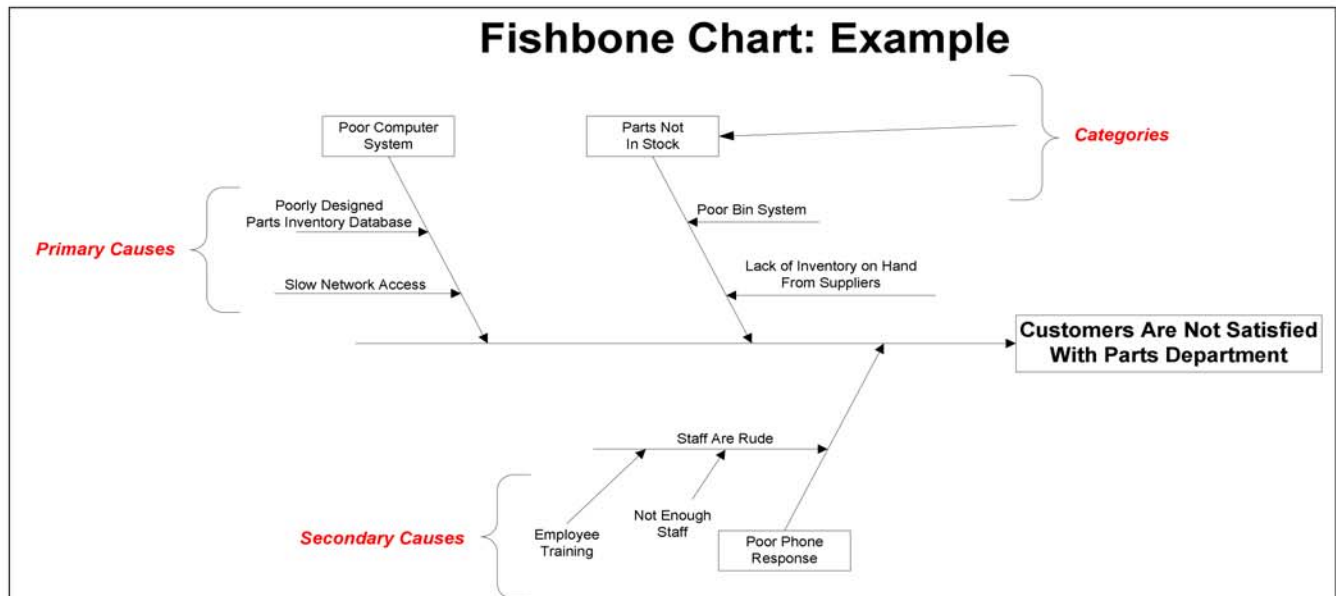 Fishbone Chart: Example
Poor Computer
System
Parts Not
In Stock
Categories
Poorly Designed
Parts Inventory Database
Poor Bin System
Primary Causes
Slow Network Access
Lack of Inventory on Hand
From Suppliers
Customers Are Not Satisfied
With Parts Department
Staff Are Rude
Secondary Causes
Employee
Training
Not Enough
Staff
Poor Phone
Response